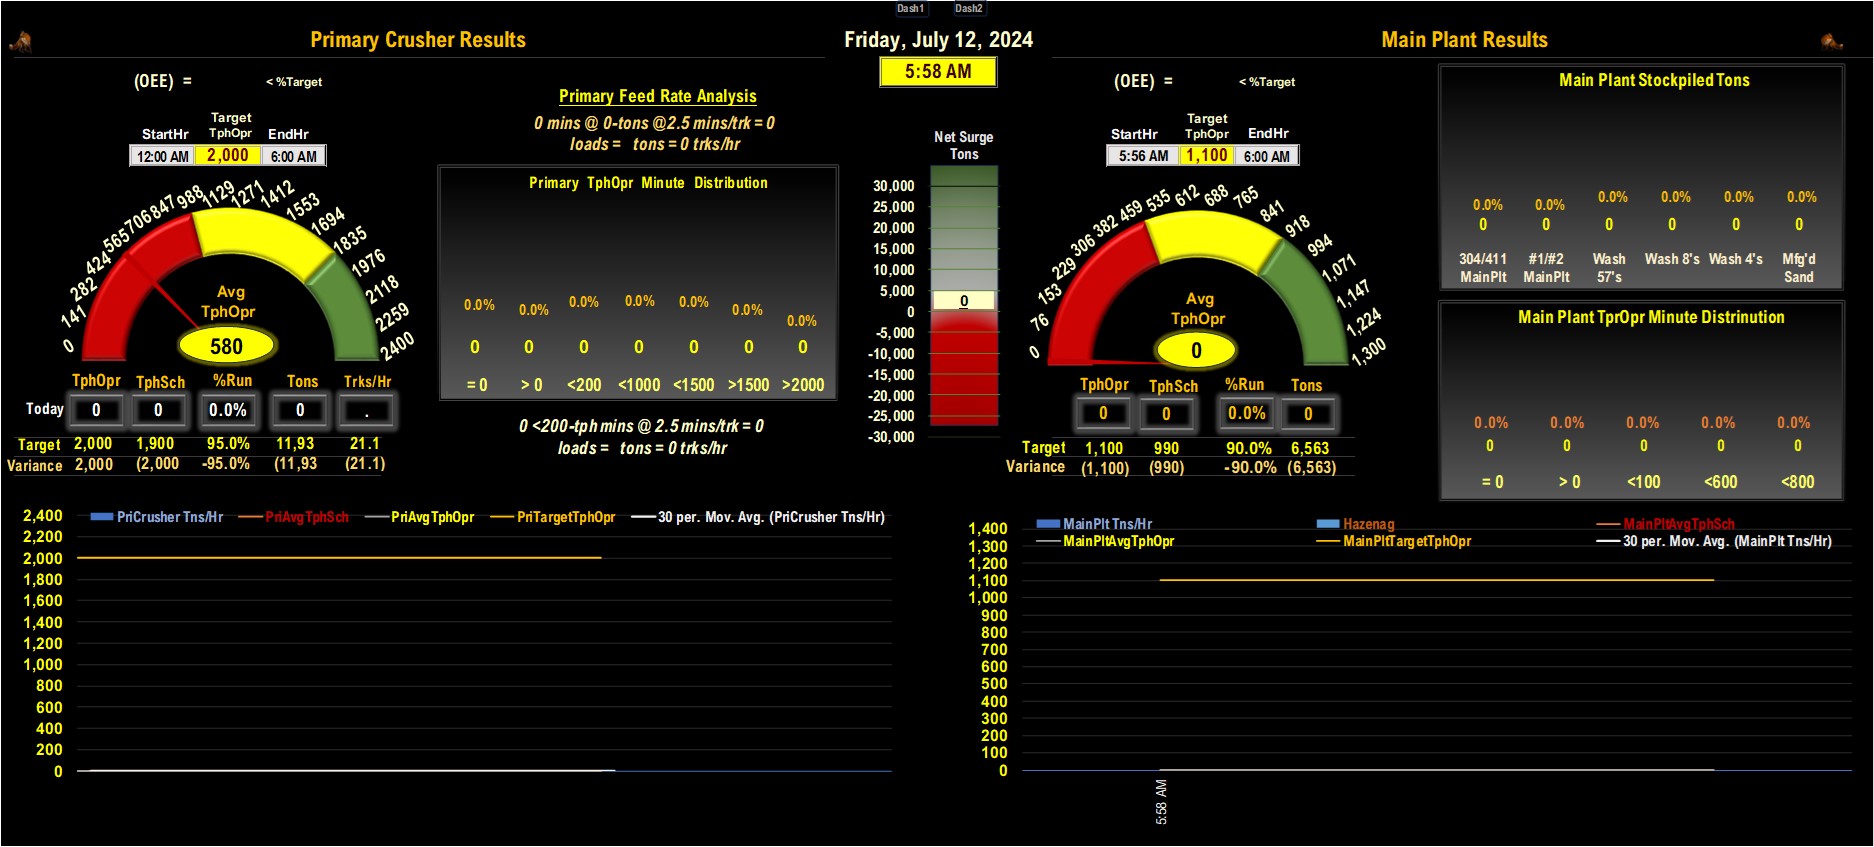 Dash1 Dash2
Primary Crusher Results
Friday, July 12, 2024
5:58 AM
Main Plant Results
(OEE) = < %Target
Target
StartHr TphOpr EndHr
12:00 AM 2,000 6:00 AM
0 141 282 424 565 706 847 988 1129 1271 1412 1553 1694 1835 1976 2118 2259 2400
Avg
TphOpr
580
TphOpr TphSch %Run Tons Trks/Hr
Today 0 0 0.0% 0 .
Target 2,000 1,900 95.0% 11,93 21.1
Variance 2,000 (2,000 -95.0% (11,93 (21.1)
Primary Feed Rate Analysis
0 mins @ 0-tons @2.5 mins/trk = 0
loads = tons = 0 trks/hr
Primary TphOpr Minute Distribution
0.0% 0.0% 0.0% 0.0% 0.0% 0.0% 0.0%
0 0 0 0 0 0 0
= 0 > 0 <200 <1000 <1500 >1500 >2000
0 <200-tph mins @ 2.5 mins/trk = 0
loads = tons = 0 trks/hr
Net Surge
Tons
30,000
25,000
20,000
15,000
10,000
5,000
0
0
-5,000
-10,000
-15,000
-20,000
-25,000
-30,000
(OEE) = < %Target
Target
StartHr TphOpr EndHr
5:56 AM 1,100 6:00 AM
0 76 153 229 306 382 459 535 612 688 765 841 918 994 1,071 1,147 1,224 1,300
Avg
TphOpr
0
TphOpr TphSch %Run Tons
0 0 0.0% 0
Target 1,100 990 90.0% 6,563
Variance (1,100) (990) -90.0% (6,563)
Main Plant Stockpiled Tons
0.0% 0.0% 0.0% 0.0% 0.0% 0.0%
0 0 0 0 0 0
304/411 #1/#2 Wash Wash 8's Wash 4's Mfg'd
MainPlt MainPlt 57's Sand
Main Plant TprOpr Minute Distrinution
0.0% 0.0% 0.0% 0.0% 0.0%
0 0 0 0 0
= 0 > 0 <100 <600 <800
PriCrusher Tns/Hr PriAvgTphSch PriAvgTphOpr PriTargetTphOpr 30 per. Mov. Avg. (PriCrusher Tns/Hr)
2,400
2,200
2,000
1,800
1,600
1,400
1,200
1,000
800
600
400
200
0
MainPlt Tns/Hr Hazenag MainPltAvgTphSch
MainPltAvgTphOpr MainPltTargetTphOpr 30 per. Mov. Avg. (MainPlt Tns/Hr)
1,400
1,300
1,200
1,100
1,000
900
800
700
600
500
400
300
200
100
0
5:58 AM